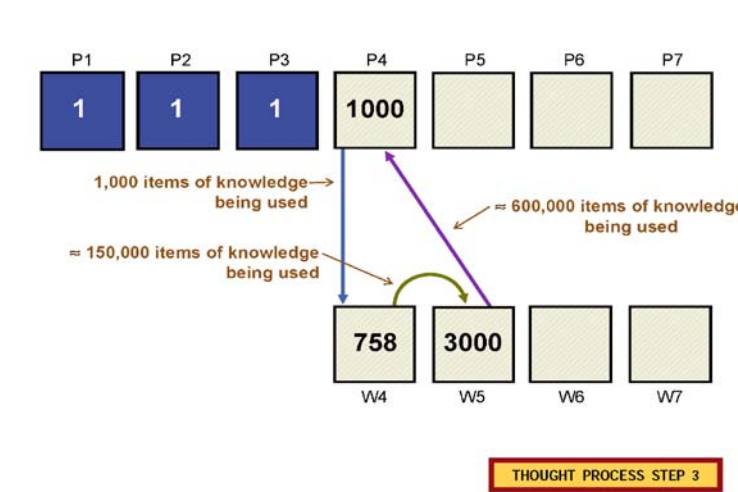 P1 P2 P3 P4 P5 P6 P7
1 1 1 1000
1,000 items of knowledge
being used
≈ 600,000 items of knowledge
being used
≈ 150,000 items of knowledge
being used
758 3000
W4 W5 W6 W7
THOUGHT PROCESS STEP 3